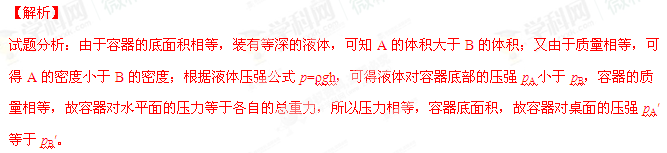 【解析】
试题分析：由于容器的底面积相等，装有等深的液体，可知 A 的体积大于 B 的体积；又由于质量相等，可
得 A 的密度小于 B 的密度；根据液体压强公式 p=ρgh，可得液体对容器底部的压强 pA 小于 pB，容器的质
量相等，故容器对水平面的压力等于各自的总重力，所以压力相等，容器底面积，故容器对桌面的压强 pA′
等于 pB′。